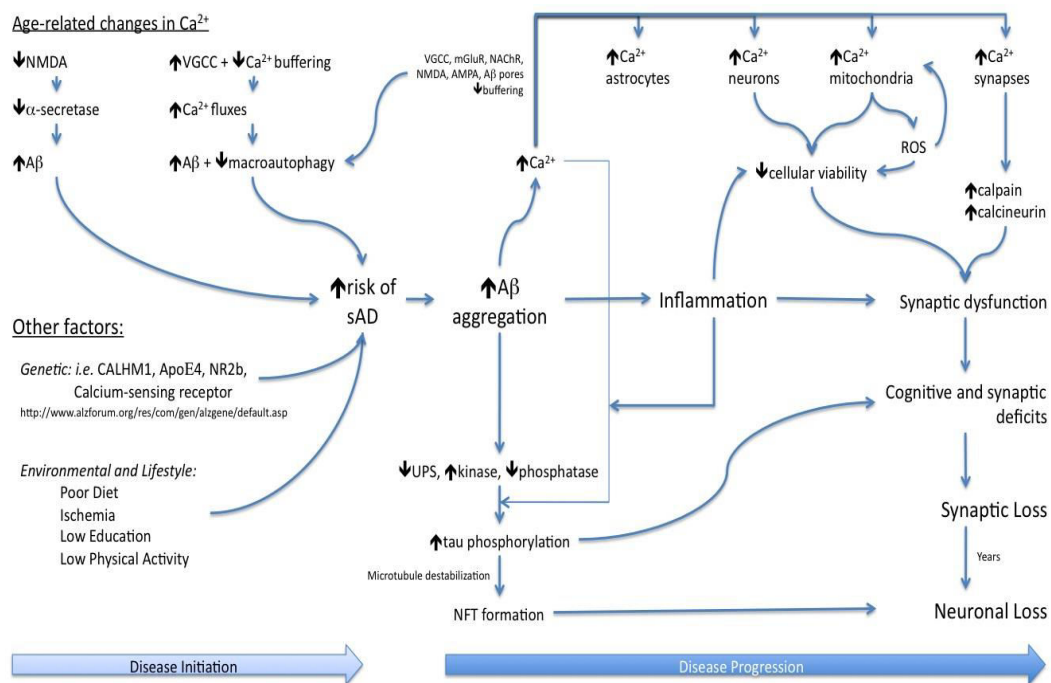 Age-related changes in Ca²⁺
↓NMDA
↓α-secretase
↑Aβ
↑VGCC + ↓Ca²⁺ buffering
↑Ca²⁺ fluxes
↑Aβ + ↓macroautophagy
VGCC, mGluR, NAChR,
NMDA, AMPA, Aβ pores
↓buffering
↑Ca²⁺
↑Ca²⁺
astrocytes
↑Ca²⁺
neurons
↑Ca²⁺
mitochondria
↑Ca²⁺
synapses
ROS
↓cellular viability
↑calpain
↑calcineurin
↑risk of
sAD
↑Aβ
aggregation
Inflammation
Synaptic dysfunction
Other factors:
Genetic: i.e. CALHM1, ApoE4, NR2b,
Calcium-sensing receptor
http://www.alzforum.org/res/com/gen/alzgene/default.asp
Environmental and Lifestyle:
Poor Diet
Ischemia
Low Education
Low Physical Activity
Cognitive and synaptic
deficits
↓UPS, ↑kinase, ↓phosphatase
↑tau phosphorylation
Microtubule destabilization
NFT formation
Synaptic Loss
Years
Neuronal Loss
Disease Initiation
Disease Progression